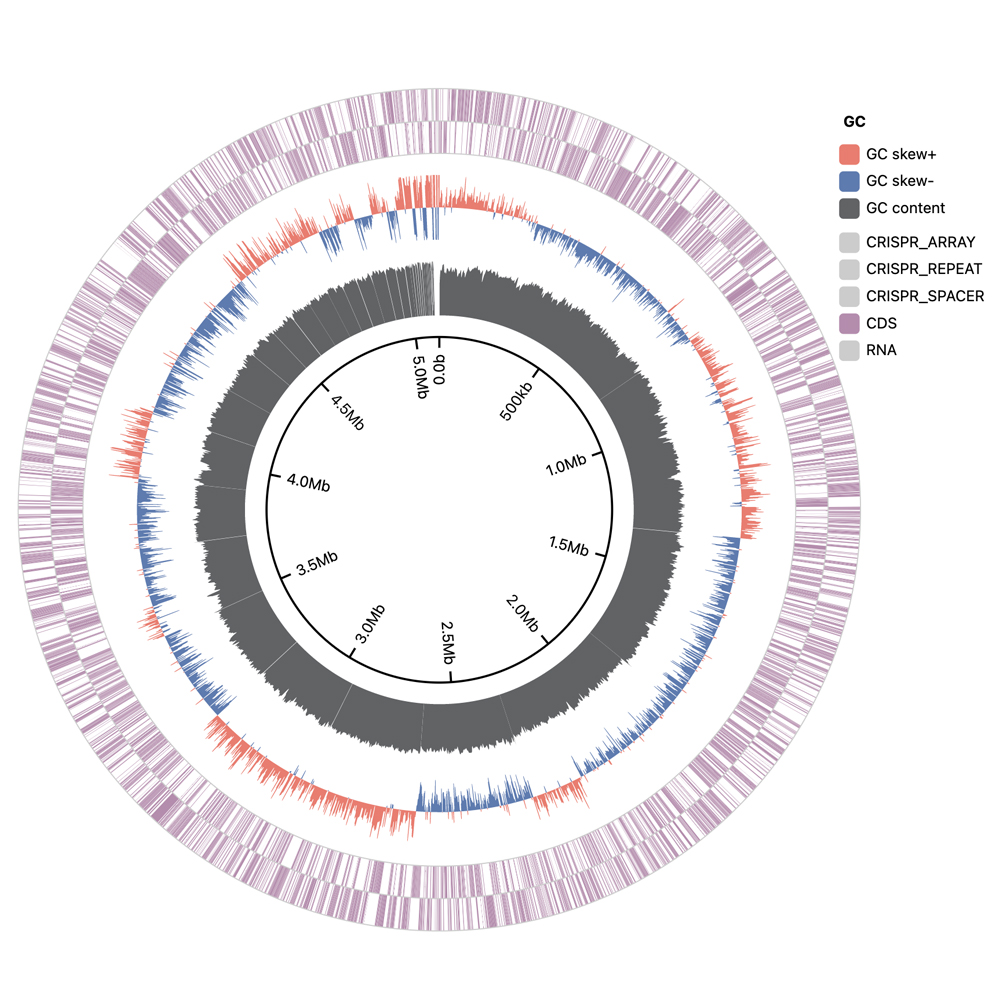 GC
GC skew+
GC skew-
GC content
CRISPR_ARRAY
CRISPR_REPEAT
CRISPR_SPACER
CDS
RNA
0.0b
500kb
1.0Mb
1.5Mb
2.0Mb
2.5Mb
3.0Mb
3.5Mb
4.0Mb
4.5Mb
5.0Mb